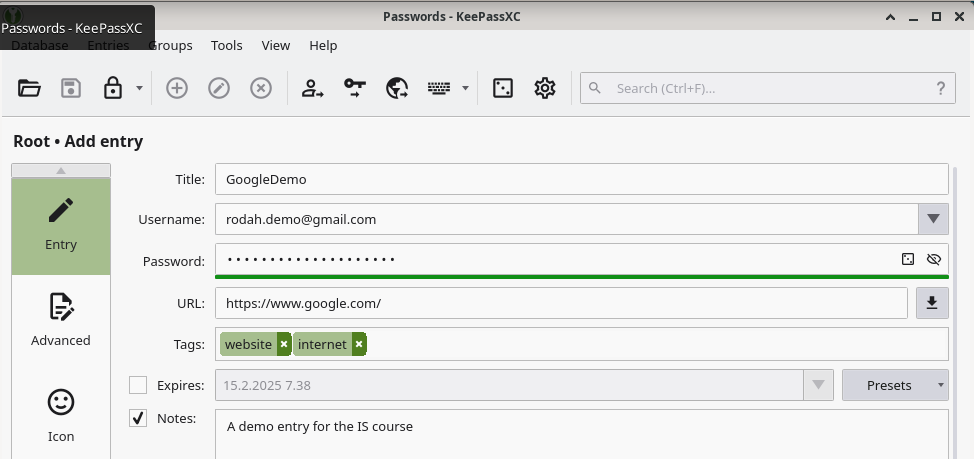 Passwords - KeePassXC
Passwords - KeePassXC
Database Entries Groups Tools View Help
Search (Ctrl+F)... ?
Root • Add entry
Title: GoogleDemo
Username: rodah.demo@gmail.com
Entry
Password: ••••••••••••••••••••
URL: https://www.google.com/
Advanced
Tags: website × internet ×
Expires: 15.2.2025 7.38 Presets
Notes: A demo entry for the IS course
Icon